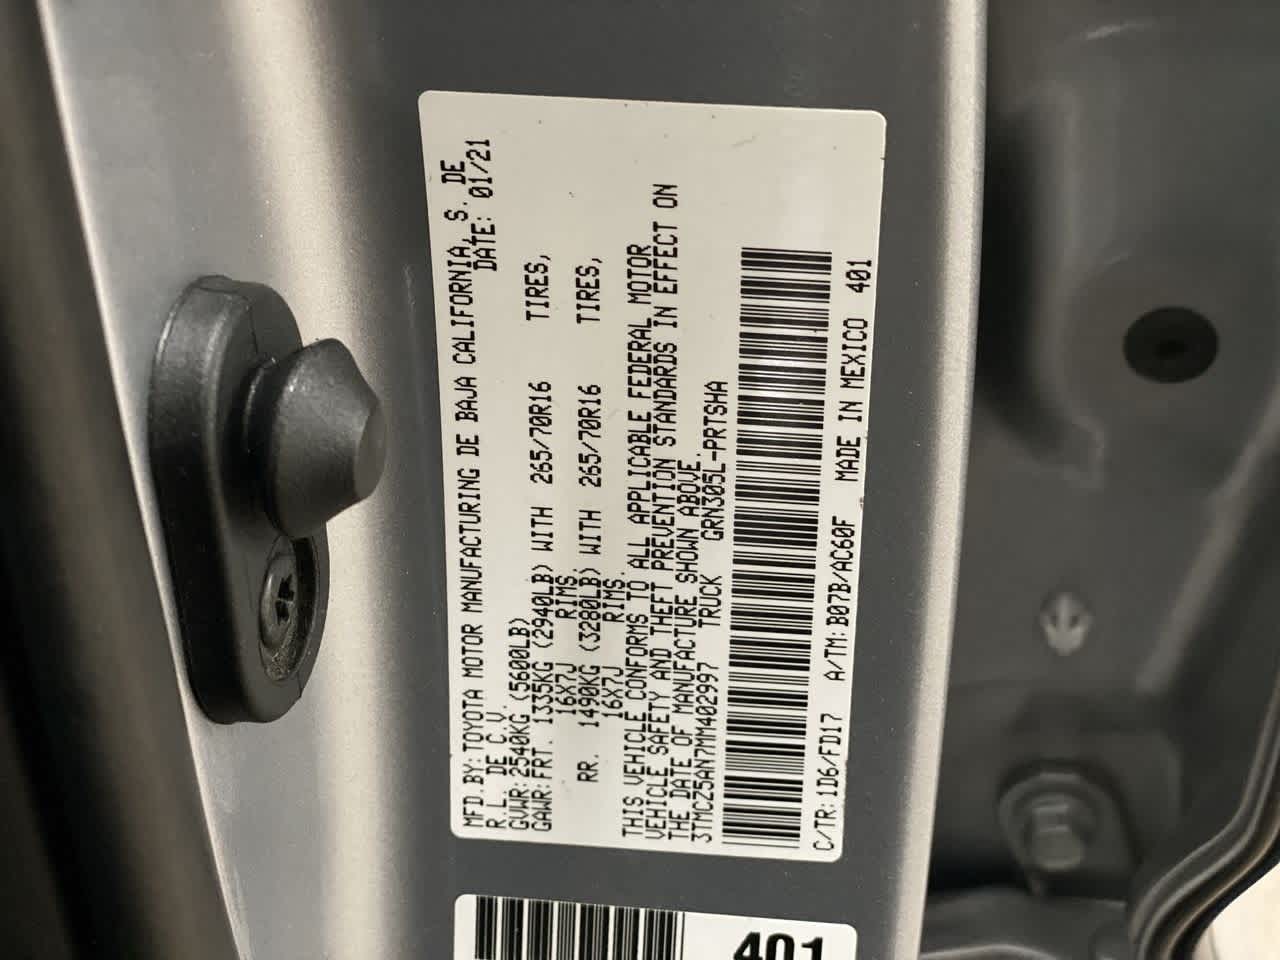 MFD.BY:TOYOTA MOTOR MANUFACTURING DE BAJA CALIFORNIA,S. DE
R.L. DE C.V. DATE: 01/21
GVWR:2540KG(5600LB)
GAWR:FRT. 1335KG (2940LB) WITH 265/70R16 TIRES,
16X7J RIMS.
RR. 1490KG (3280LB) WITH 265/70R16 TIRES,
16X7J RIMS.
THIS VEHICLE CONFORMS TO ALL APPLICABLE FEDERAL MOTOR
VEHICLE SAFETY AND THEFT PREVENTION STANDARDS IN EFFECT ON
THE DATE OF MANUFACTURE SHOWN ABOVE.
3TMCZ5AN7MM402997 TRUCK GRN305L-PRTSHA
C/TR:1D6/FD17 A/TM:B07B/AC60F MADE IN MEXICO 401
401